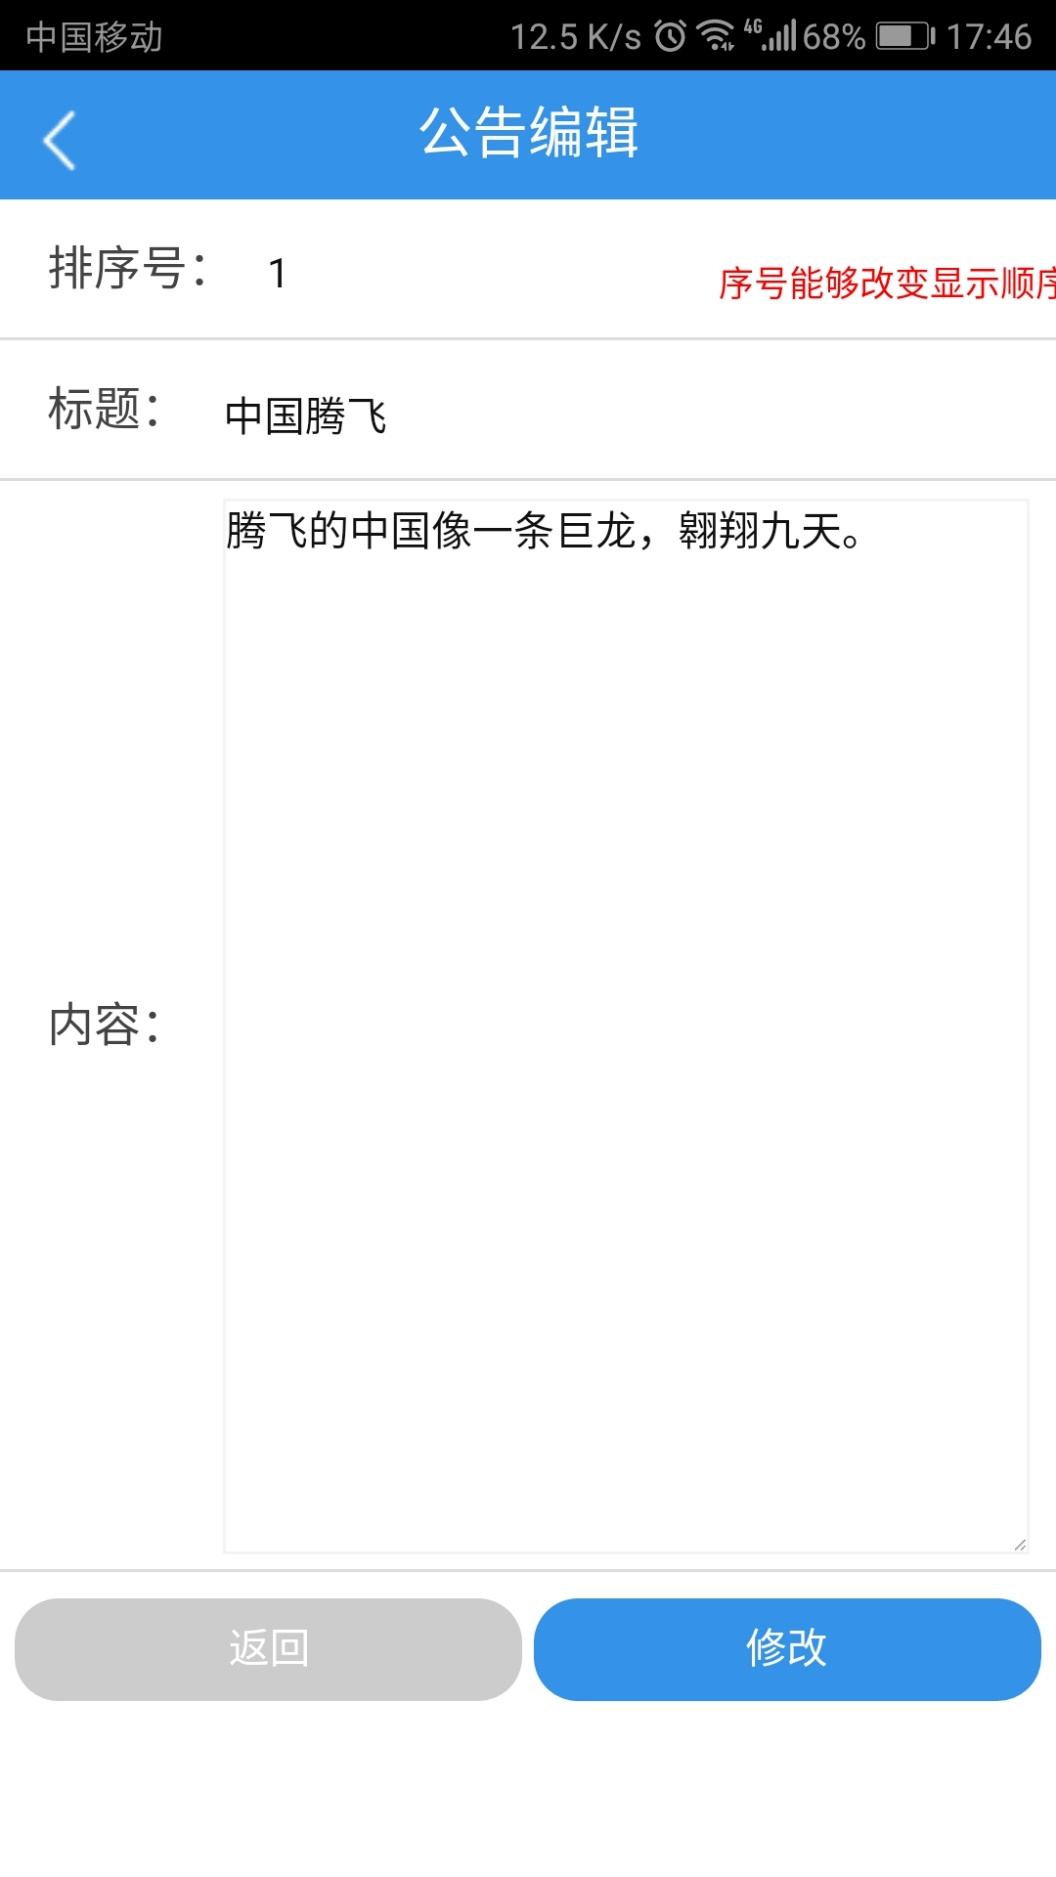 中国移动 12.5 K/s 4G 68% 17:46
公告编辑
排序号： 1 序号能够改变显示顺序
标题： 中国腾飞
腾飞的中国像一条巨龙，翱翔九天。
内容：
返回 修改